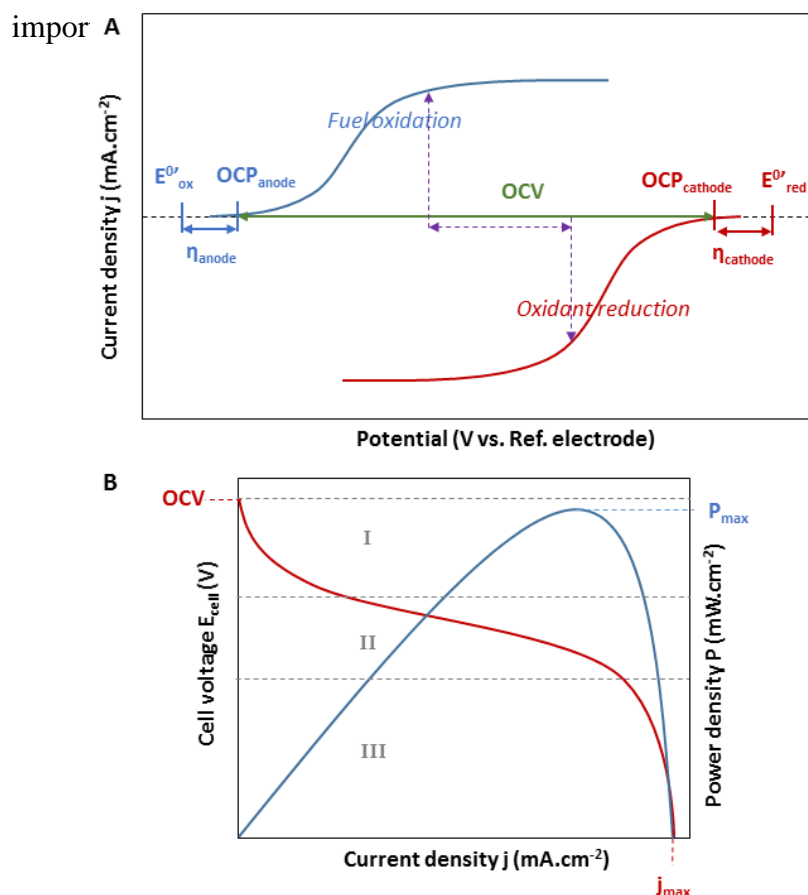 impor
A
Current density j (mA.cm⁻²)
Fuel oxidation
E⁰'ox
OCPanode
OCV
OCPcathode
E⁰'red
ηanode
ηcathode
Oxidant reduction
Potential (V vs. Ref. electrode)
B
OCV
Pmax
I
II
III
Cell voltage Ecell (V)
Power density P (mW.cm⁻²)
Current density j (mA.cm⁻²)
jmax